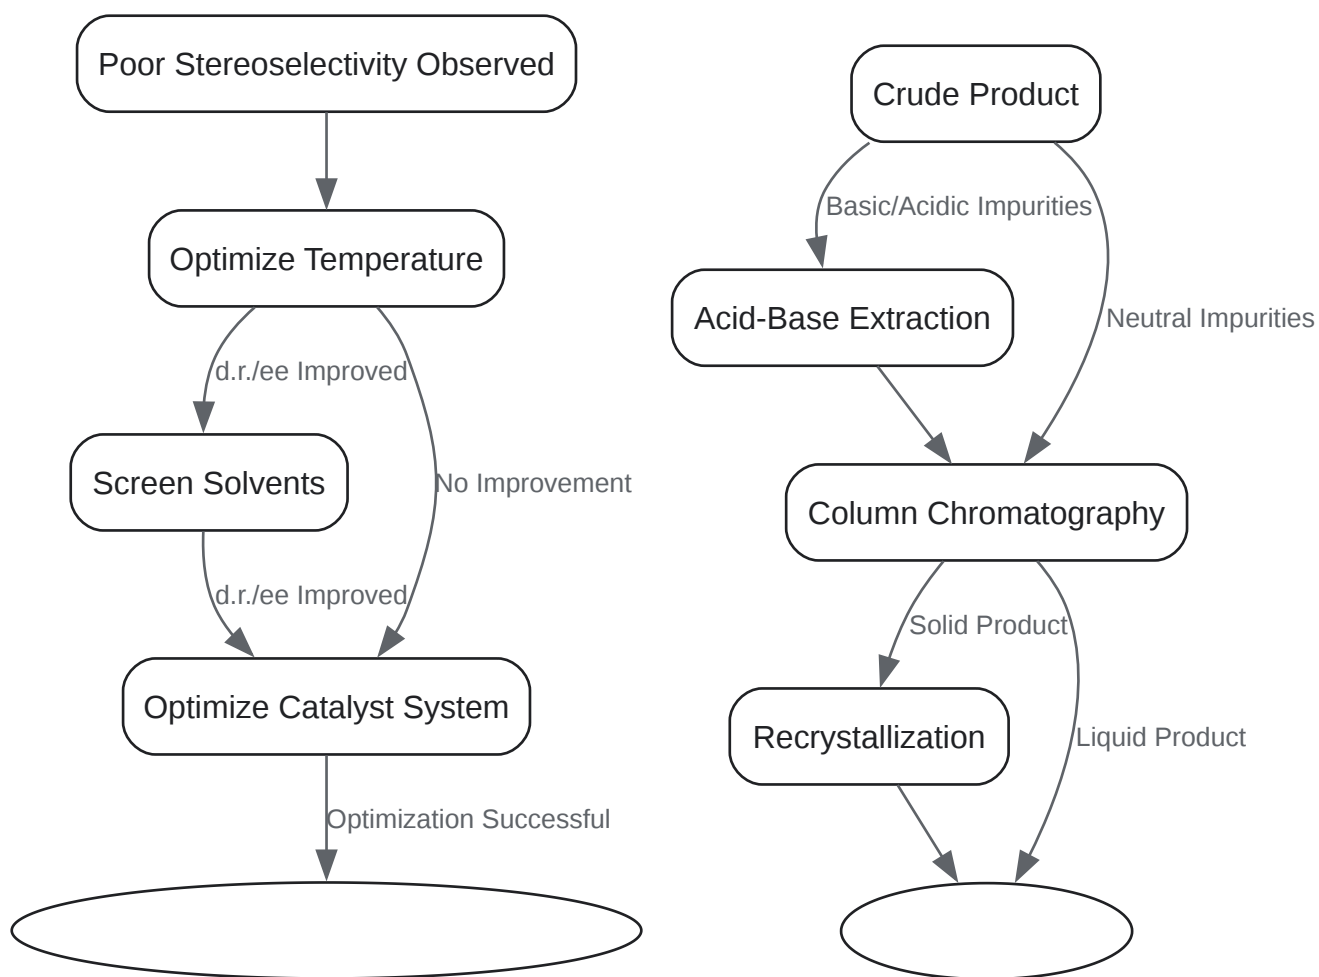 Poor Stereoselectivity Observed
Optimize Temperature
d.r./ee Improved
No Improvement
Screen Solvents
d.r./ee Improved
Optimize Catalyst System
Optimization Successful
Crude Product
Basic/Acidic Impurities
Acid-Base Extraction
Neutral Impurities
Column Chromatography
Solid Product
Recrystallization
Liquid Product